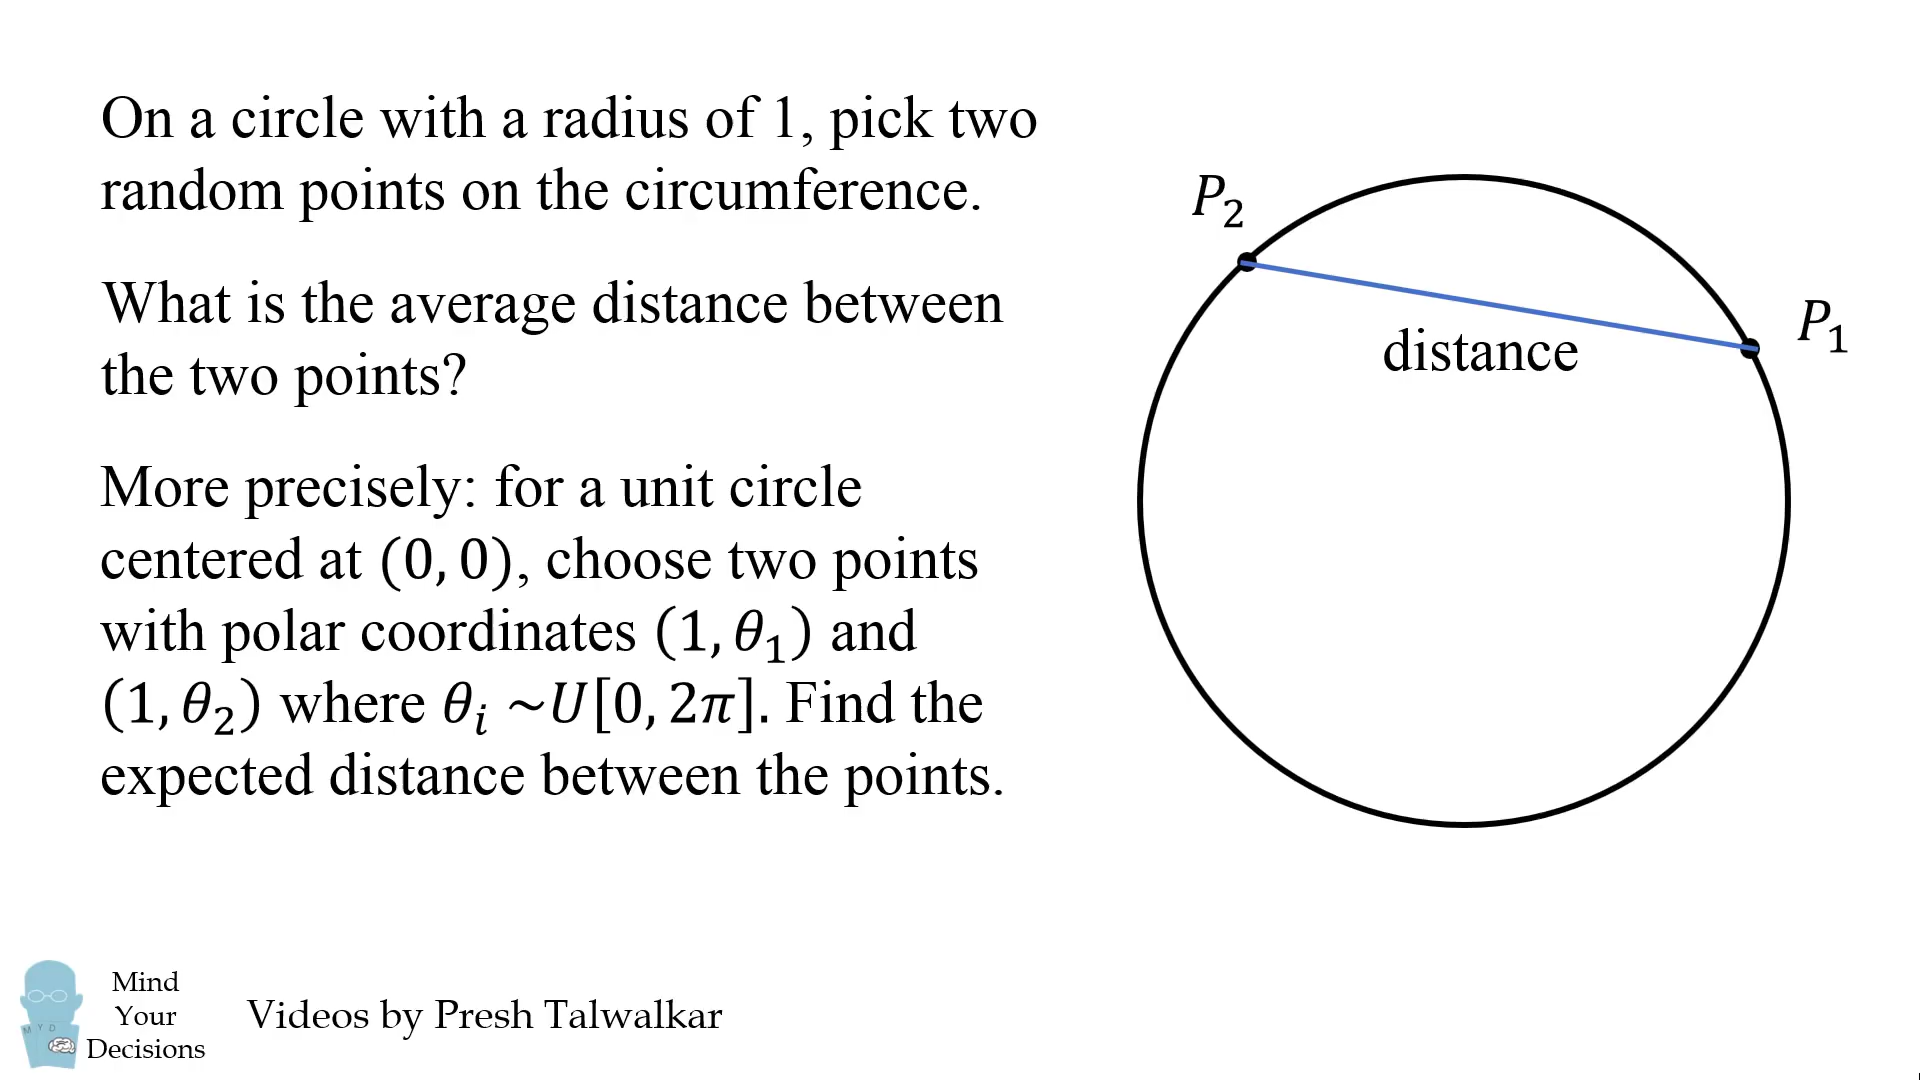 On a circle with a radius of 1, pick two
random points on the circumference.
What is the average distance between
the two points?
More precisely: for a unit circle
centered at (0, 0), choose two points
with polar coordinates (1, θ₁) and
(1, θ₂) where θᵢ ~U[0, 2π]. Find the
expected distance between the points.
P₂
P₁
distance
M Y D
Mind
Your
Decisions
Videos by Presh Talwalkar